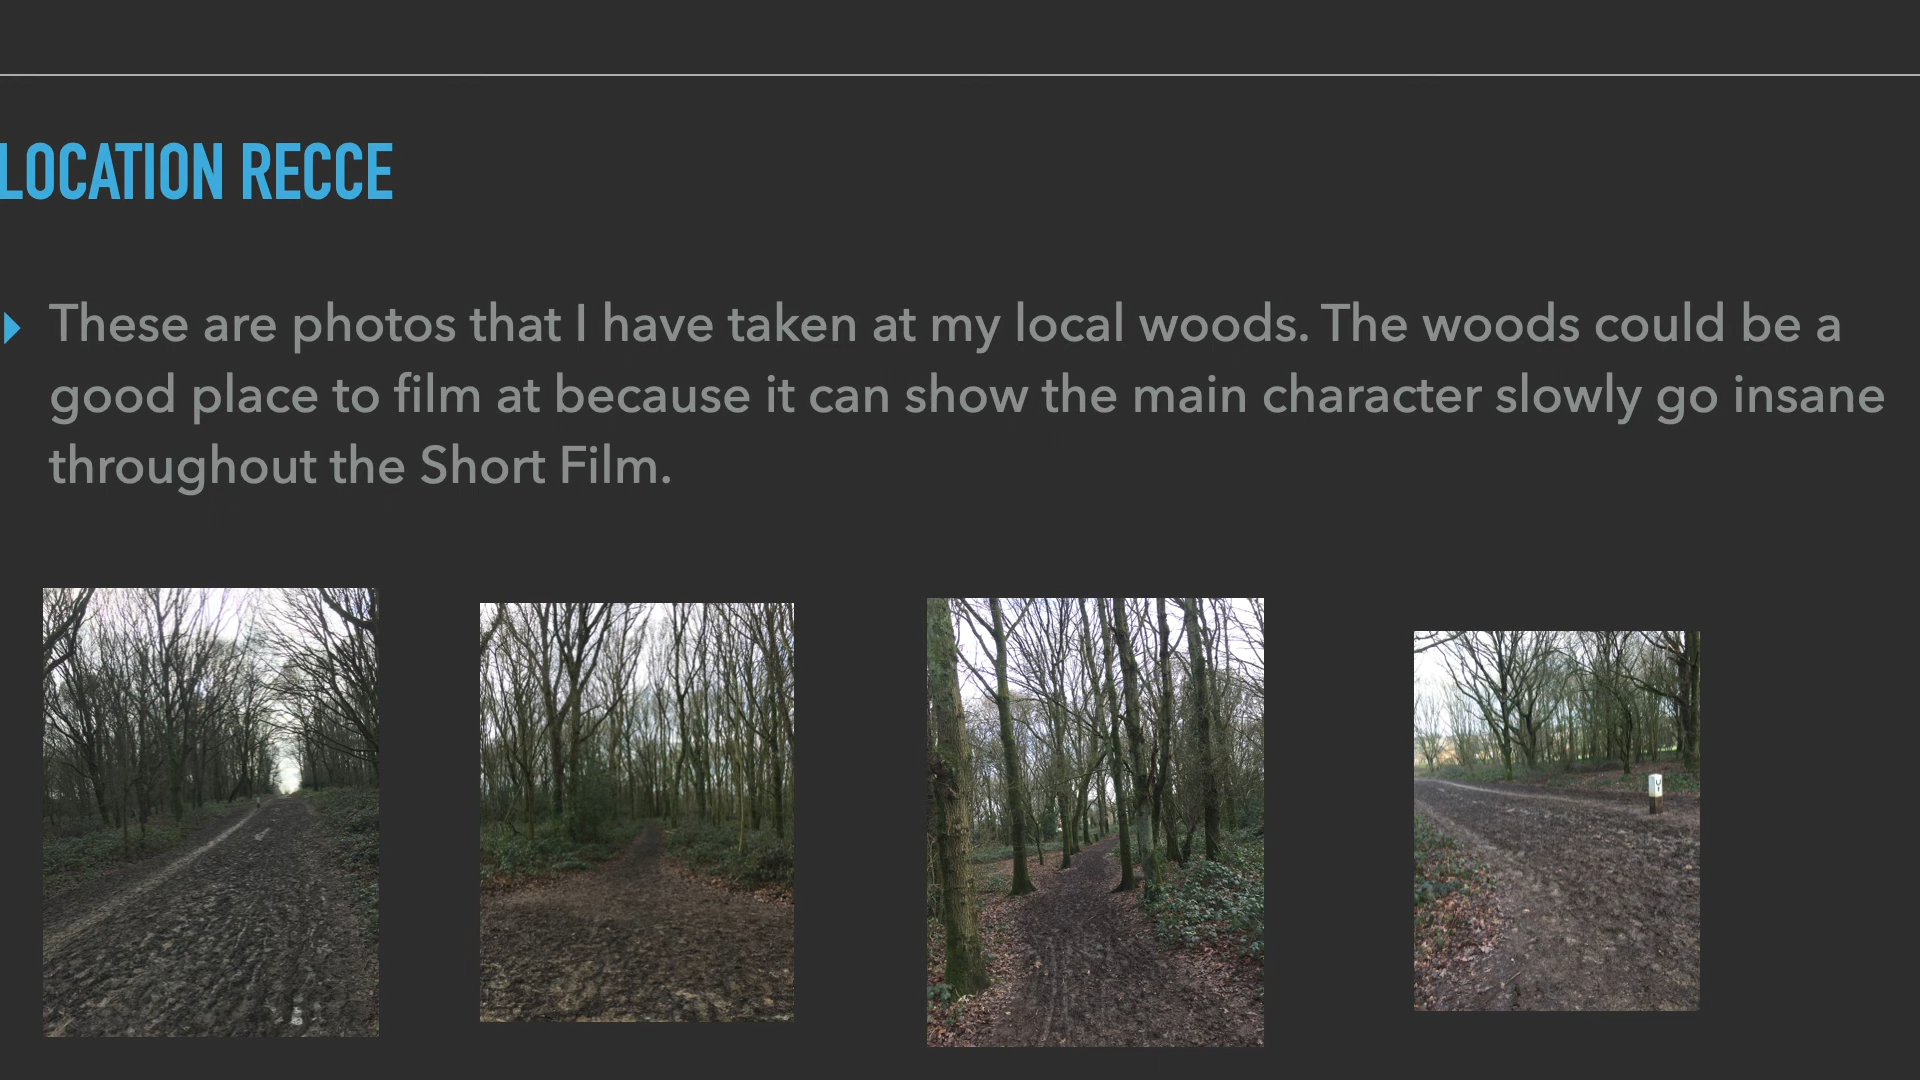 LOCATION RECCE
These are photos that I have taken at my local woods. The woods could be a
good place to film at because it can show the main character slowly go insane
throughout the Short Film.